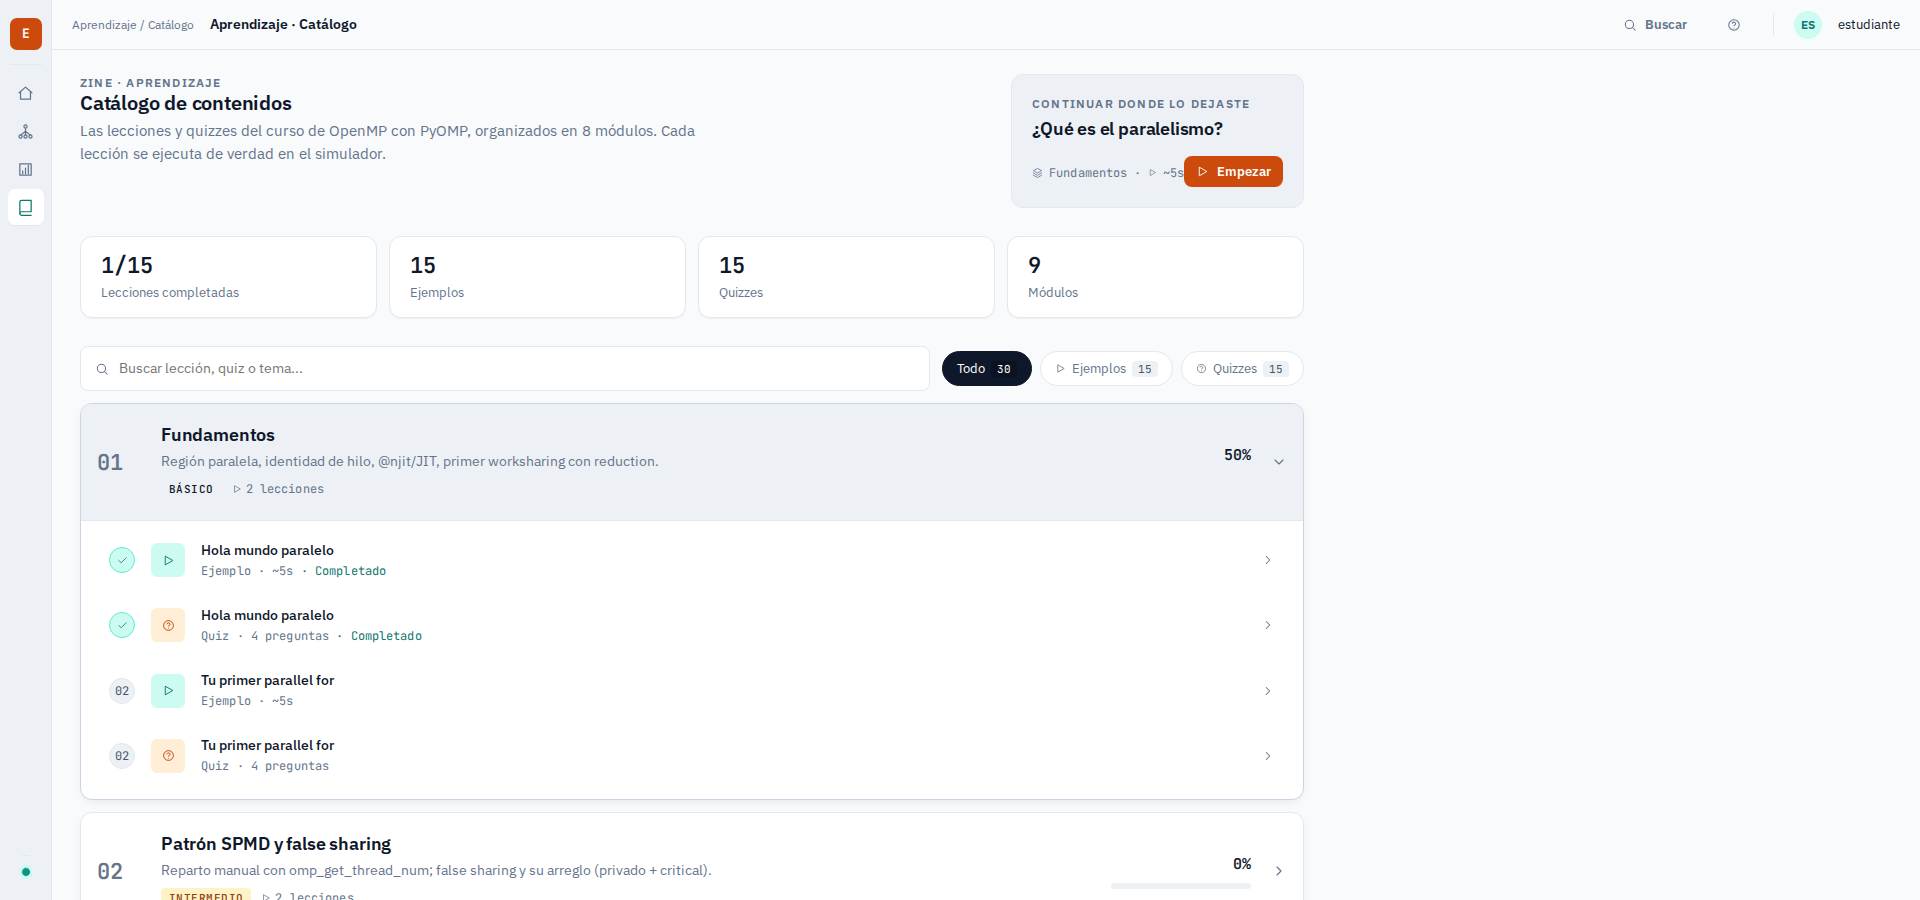 E
Aprendizaje / Catálogo
Aprendizaje · Catálogo
Buscar
ES
estudiante
ZINE · APRENDIZAJE
Catálogo de contenidos
Las lecciones y quizzes del curso de OpenMP con PyOMP, organizados en 8 módulos. Cada
lección se ejecuta de verdad en el simulador.
CONTINUAR DONDE LO DEJASTE
¿Qué es el paralelismo?
Fundamentos · ~5s
Empezar
1/15
Lecciones completadas
15
Ejemplos
15
Quizzes
9
Módulos
Buscar lección, quiz o tema...
Todo 30
Ejemplos 15
Quizzes 15
01
Fundamentos
Región paralela, identidad de hilo, @njit/JIT, primer worksharing con reduction.
BÁSICO
2 lecciones
50%
Hola mundo paralelo
Ejemplo · ~5s · Completado
Hola mundo paralelo
Quiz · 4 preguntas · Completado
02
Tu primer parallel for
Ejemplo · ~5s
02
Tu primer parallel for
Quiz · 4 preguntas
02
Patrón SPMD y false sharing
Reparto manual con omp_get_thread_num; false sharing y su arreglo (privado + critical).
INTERMEDIO
2 lecciones
0%